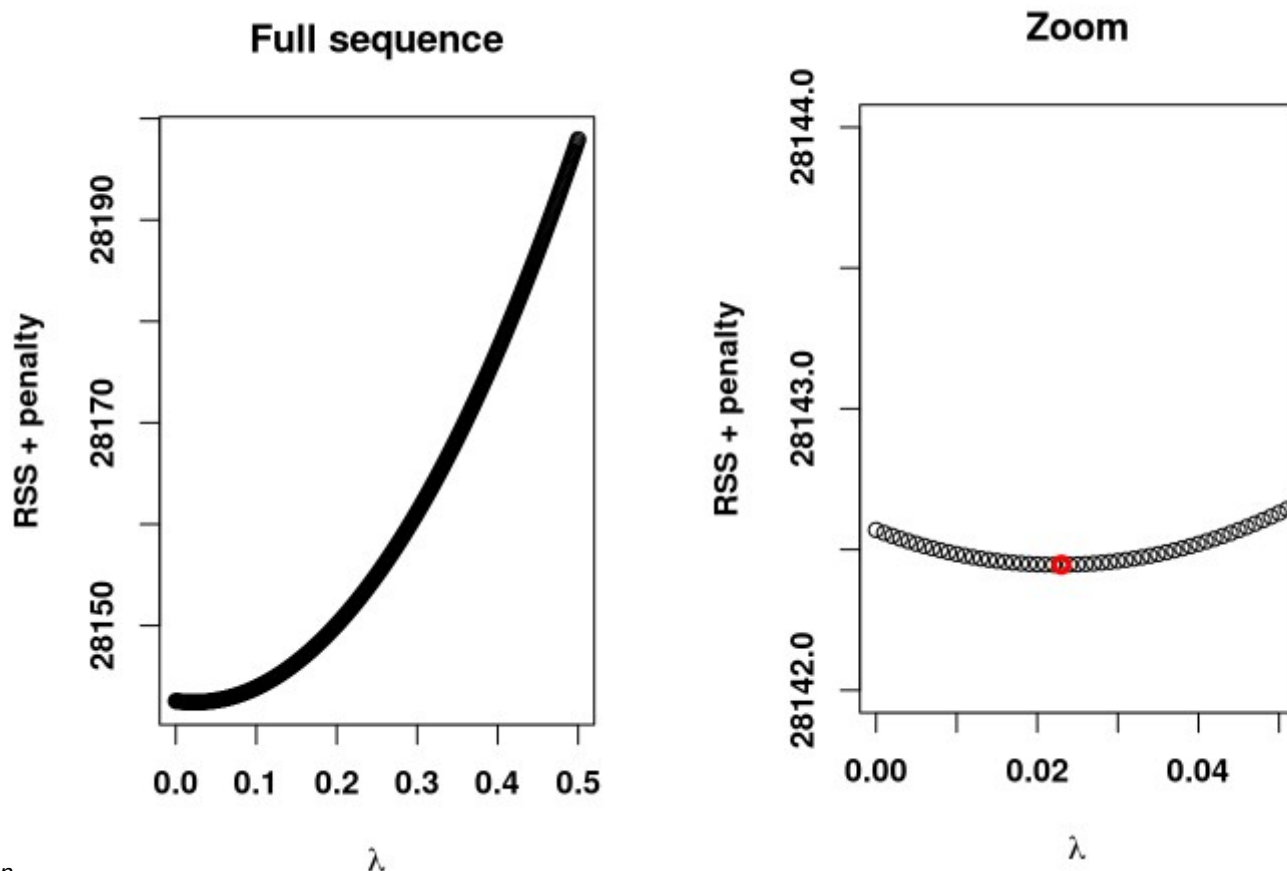 Full sequence
RSS + penalty
28190
28170
28150
0.0 0.1 0.2 0.3 0.4 0.5
λ
Zoom
RSS + penalty
28144.0
28143.0
28142.0
0.00 0.02 0.04
λ
n